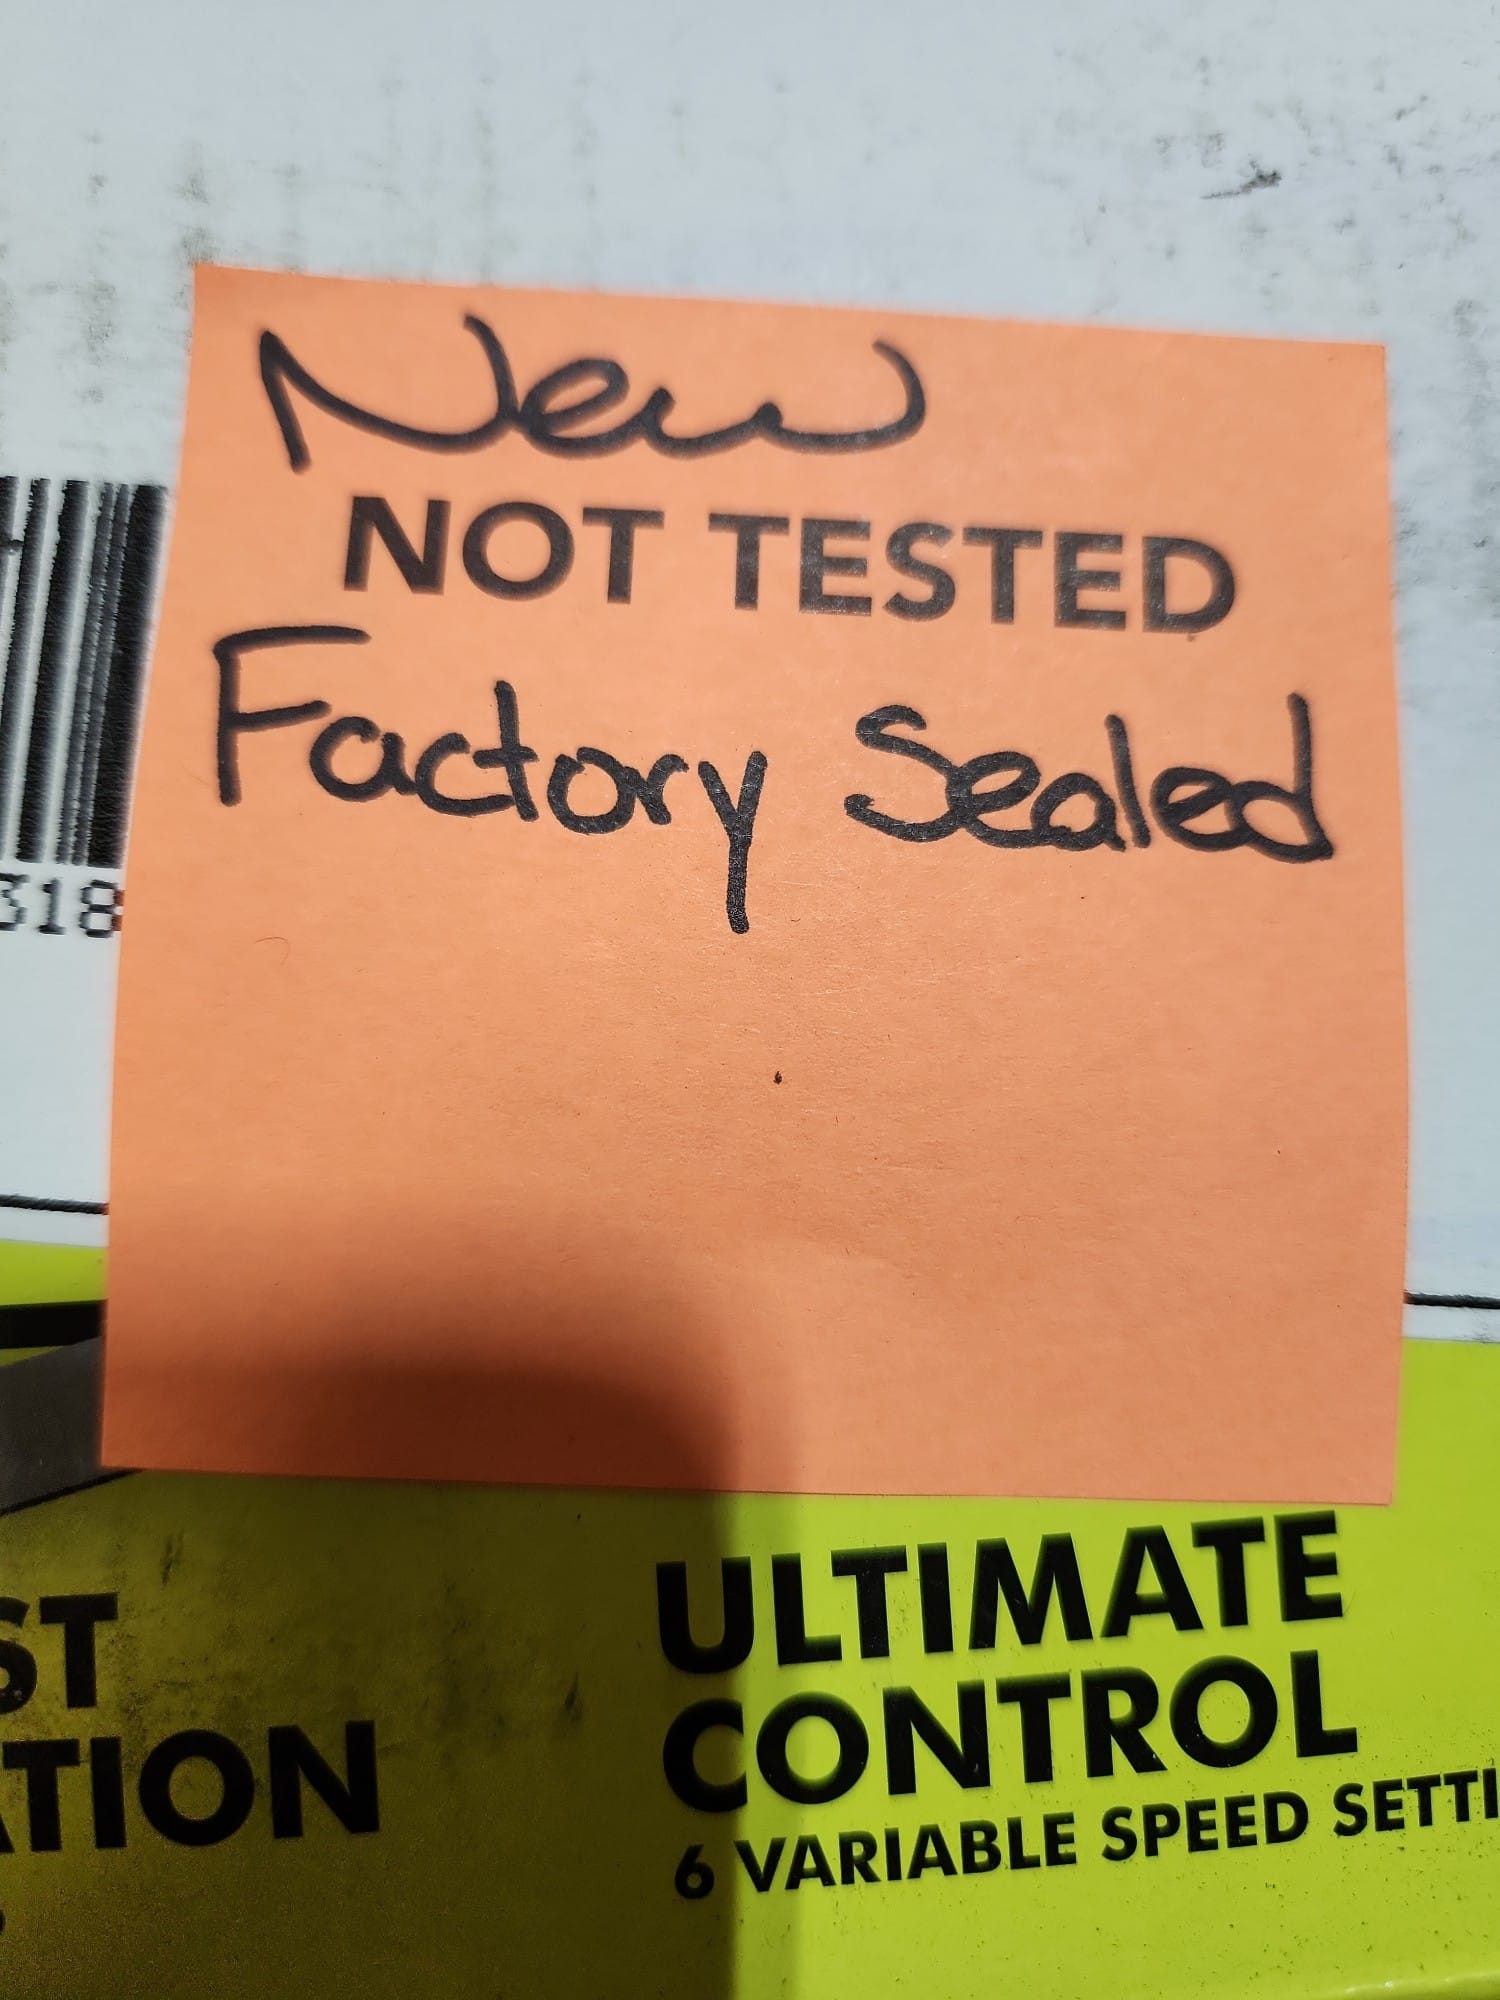 New
NOT TESTED
Factory Sealed
318
ULTIMATE
CONTROL
6 VARIABLE SPEED SETTI
ST
ATION